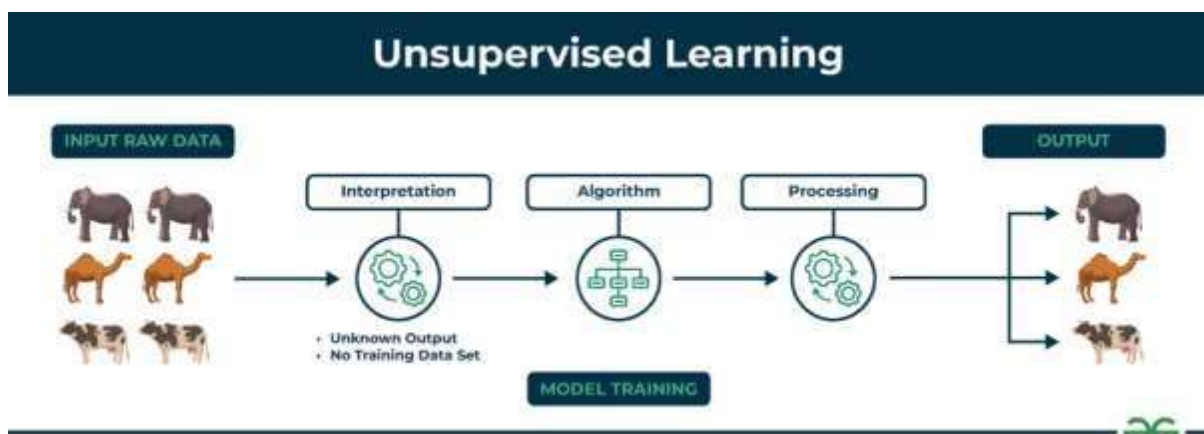 Unsupervised Learning
INPUT RAW DATA
OUTPUT
Interpretation
Algorithm
Processing
• Unknown Output
• No Training Data Set
MODEL TRAINING